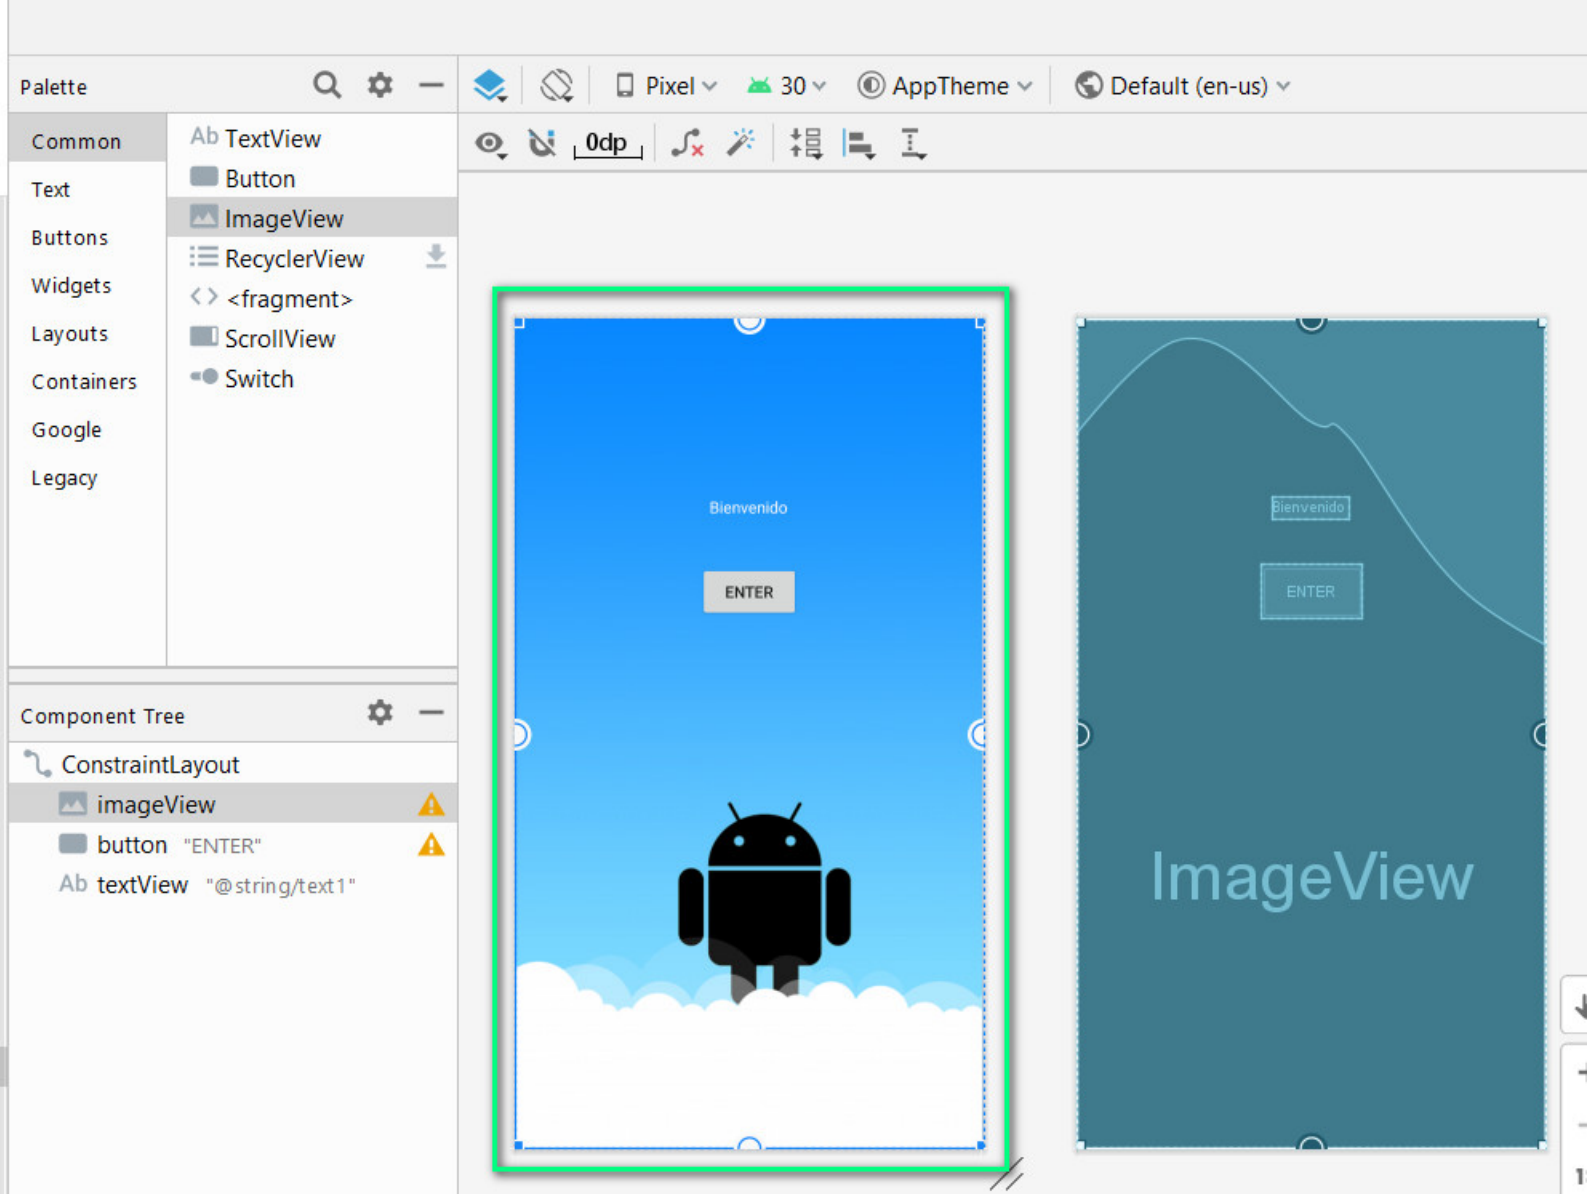 Palette
Pixel
30
AppTheme
Default (en-us)
0dp
Common
Text
Buttons
Widgets
Layouts
Containers
Google
Legacy
Ab TextView
Button
ImageView
RecyclerView
<fragment>
ScrollView
Switch
Component Tree
ConstraintLayout
imageView
button "ENTER"
Ab textView "@string/text1"
Bienvenido
ENTER
Bienvenido
ENTER
ImageView